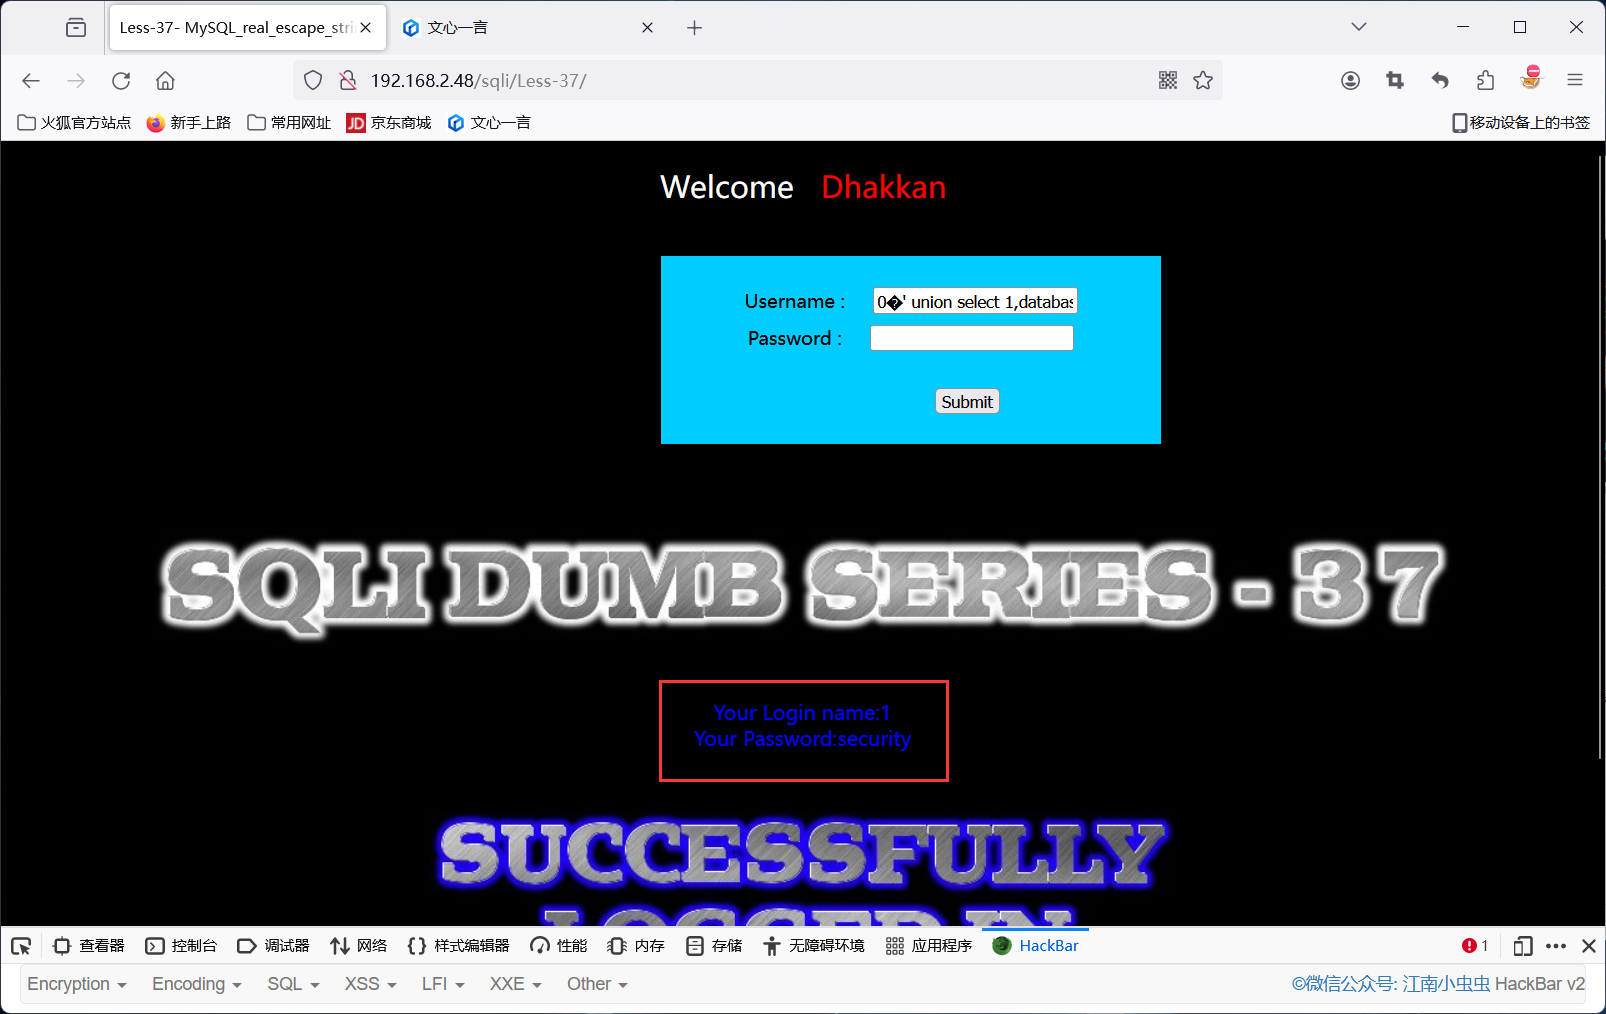 Less-37- MySQL_real_escape_stri
文心一言
192.168.2.48/sqli/Less-37/
火狐官方站点 新手上路 常用网址 JD 京东商城 文心一言 移动设备上的书签
Welcome Dhakkan
Username : 0�' union select 1,databas
Password :
Submit
SQLI DUMB SERIES - 37
Your Login name:1
Your Password:security
SUCCESSFULLY
LOGGED IN
查看器 控制台 调试器 网络 样式编辑器 性能 内存 存储 无障碍环境 应用程序 HackBar 1
Encryption Encoding SQL XSS LFI XXE Other ©微信公众号: 江南小虫虫 HackBar v2